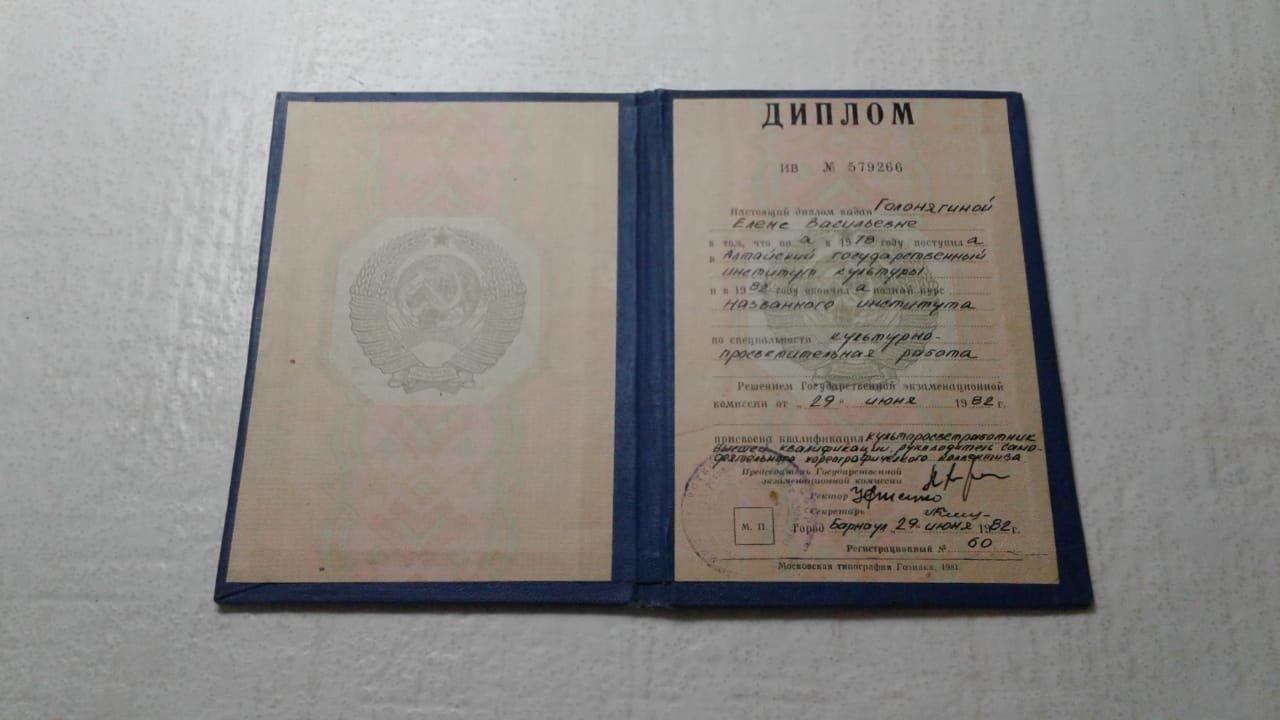 ДИПЛОМ
ИВ № 579266
Настоящий диплом выдан Голонягиной
Елене Васильевне
в том, что она в 1978 году поступила
в Алтайский государственный
институт культуры
и в 1982 году окончила полный курс
названного института
по специальности культурно-
просветительная работа
Решением Государственной экзаменационной
комиссии от „29“ июня 1982 г.
присвоена квалификация культпросветработник
высшей квалификации, руководитель само-
деятельного хореографического коллектива
Председатель Государственной
экзаменационной комиссии
Ректор
Секретарь
М. П. Город Барнаул 29 июня 1982 г.
Регистрационный № 60
Московская типография Гознака, 1981.